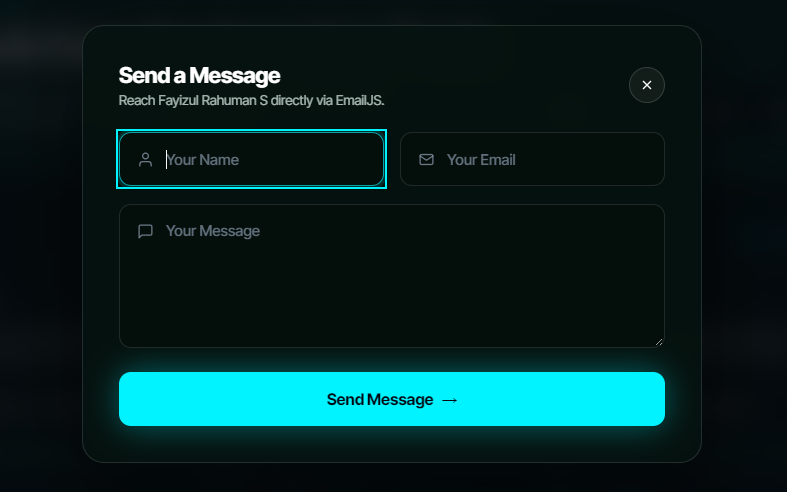 Send a Message
Reach Fayizul Rahuman S directly via EmailJS.
Your Name
Your Email
Your Message
Send Message →